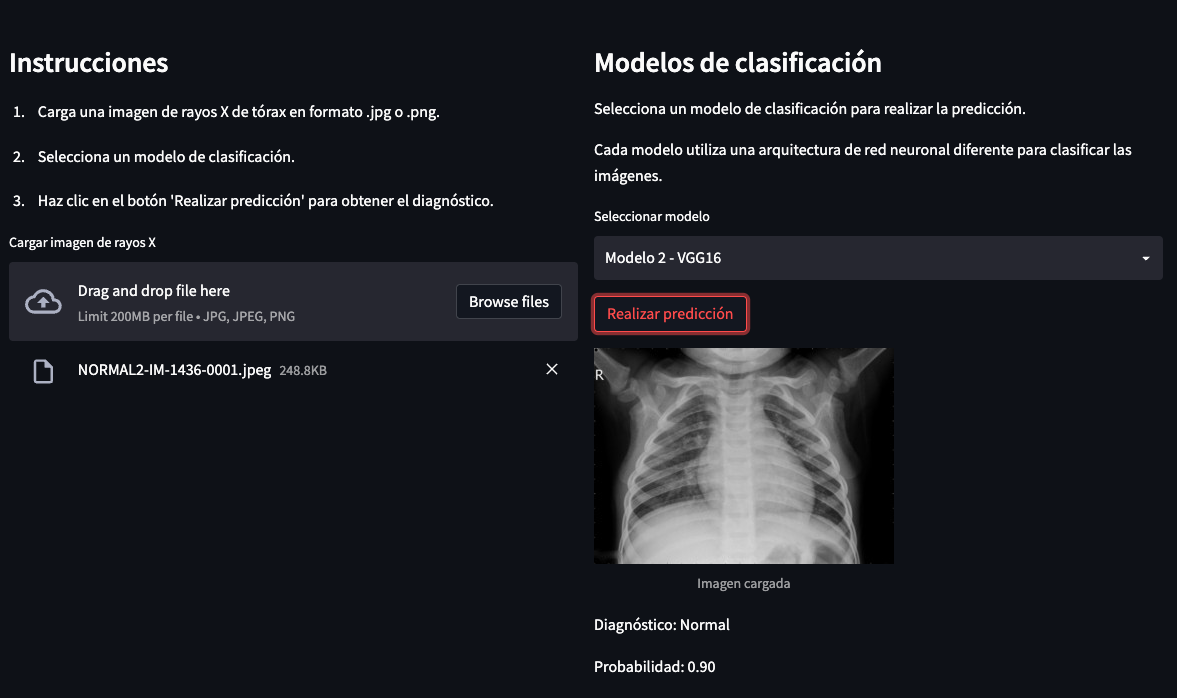 Instrucciones
1. Carga una imagen de rayos X de tórax en formato .jpg o .png.
2. Selecciona un modelo de clasificación.
3. Haz clic en el botón 'Realizar predicción' para obtener el diagnóstico.
Cargar imagen de rayos X
Drag and drop file here
Limit 200MB per file • JPG, JPEG, PNG
Browse files
NORMAL2-IM-1436-0001.jpeg 248.8KB
Modelos de clasificación
Selecciona un modelo de clasificación para realizar la predicción.
Cada modelo utiliza una arquitectura de red neuronal diferente para clasificar las
imágenes.
Seleccionar modelo
Modelo 2 - VGG16
Realizar predicción
R
Imagen cargada
Diagnóstico: Normal
Probabilidad: 0.90